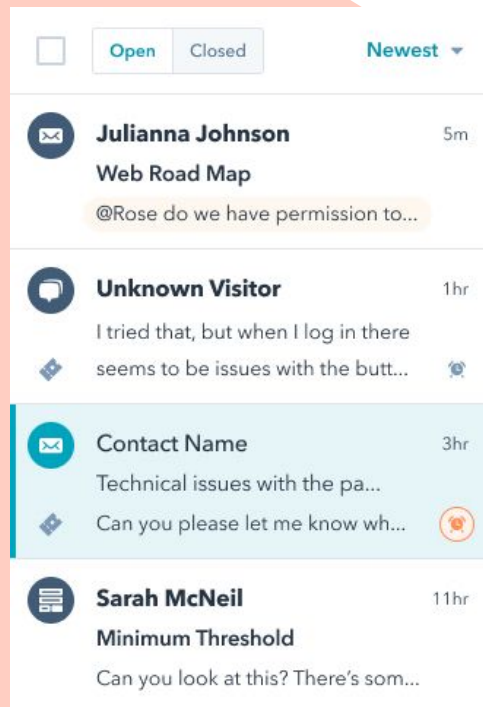 Open Closed Newest
Julianna Johnson 5m
Web Road Map
@Rose do we have permission to...
Unknown Visitor 1hr
I tried that, but when I log in there
seems to be issues with the butt...
Contact Name 3hr
Technical issues with the pa...
Can you please let me know wh...
Sarah McNeil 11hr
Minimum Threshold
Can you look at this? There’s som...